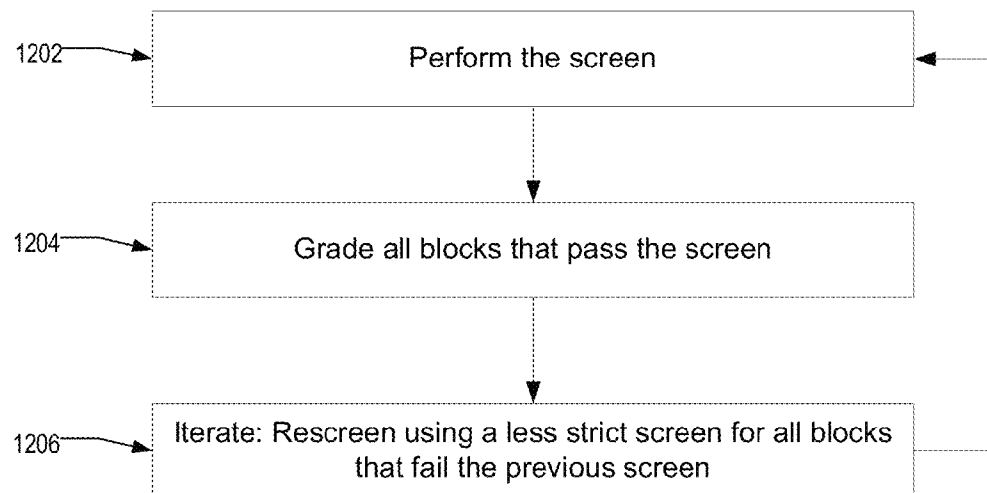 1202
Perform the screen
1204
Grade all blocks that pass the screen
1206
Iterate: Rescreen using a less strict screen for all blocks
that fail the previous screen